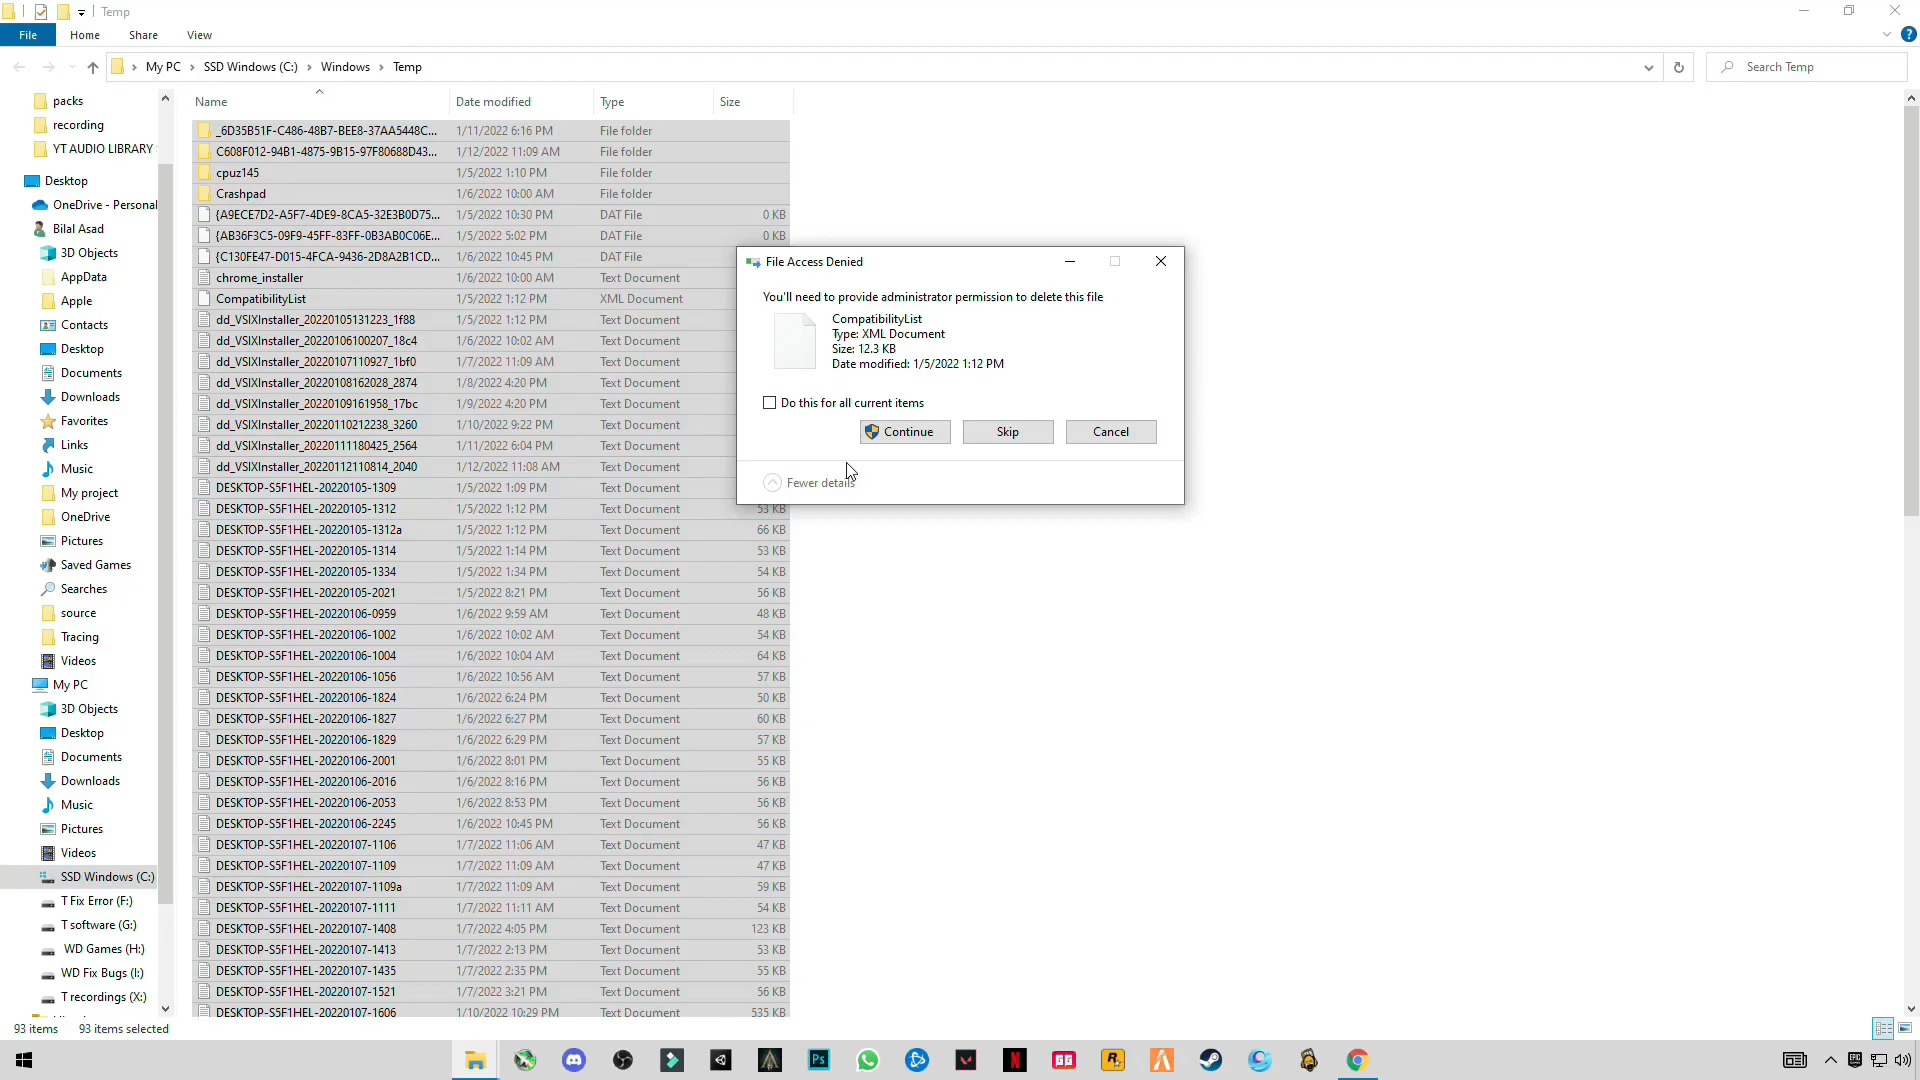 Temp
File
Home
Share
View
My PC
SSD Windows (C:)
Windows
Temp
Search Temp
packs
recording
YT AUDIO LIBRARY
Desktop
OneDrive - Personal
Bilal Asad
3D Objects
AppData
Apple
Contacts
Desktop
Documents
Downloads
Favorites
Links
Music
My project
OneDrive
Pictures
Saved Games
Searches
source
Tracing
Videos
My PC
3D Objects
Desktop
Documents
Downloads
Music
Pictures
Videos
SSD Windows (C:)
T Fix Error (F:)
T software (G:)
WD Games (H:)
WD Fix Bugs (I:)
T recordings (X:)
Name Date modified Type Size
_6D35B51F-C486-48B7-BEE8-37AA5448C... 1/11/2022 6:16 PM File folder
C608F012-94B1-4875-9B15-97F80688D43... 1/12/2022 11:09 AM File folder
cpuz145 1/5/2022 1:10 PM File folder
Crashpad 1/6/2022 10:00 AM File folder
{A9ECE7D2-A5F7-4DE9-8CA5-32E3B0D75... 1/5/2022 10:30 PM DAT File 0 KB
{AB36F3C5-09F9-45FF-83FF-0B3AB0C06E... 1/5/2022 5:02 PM DAT File 0 KB
{C130FE47-D015-4FCA-9436-2D8A2B1CD... 1/6/2022 10:45 PM DAT File
chrome_installer 1/6/2022 10:00 AM Text Document
CompatibilityList 1/5/2022 1:12 PM XML Document
dd_VSIXInstaller_20220105131223_1f88 1/5/2022 1:12 PM Text Document
dd_VSIXInstaller_20220106100207_18c4 1/6/2022 10:02 AM Text Document
dd_VSIXInstaller_20220107110927_1bf0 1/7/2022 11:09 AM Text Document
dd_VSIXInstaller_20220108162028_2874 1/8/2022 4:20 PM Text Document
dd_VSIXInstaller_20220109161958_17bc 1/9/2022 4:20 PM Text Document
dd_VSIXInstaller_20220110212238_3260 1/10/2022 9:22 PM Text Document
dd_VSIXInstaller_20220111180425_2564 1/11/2022 6:04 PM Text Document
dd_VSIXInstaller_20220112110814_2040 1/12/2022 11:08 AM Text Document
DESKTOP-S5F1HEL-20220105-1309 1/5/2022 1:09 PM Text Document
DESKTOP-S5F1HEL-20220105-1312 1/5/2022 1:12 PM Text Document 53 KB
DESKTOP-S5F1HEL-20220105-1312a 1/5/2022 1:12 PM Text Document 66 KB
DESKTOP-S5F1HEL-20220105-1314 1/5/2022 1:14 PM Text Document 53 KB
DESKTOP-S5F1HEL-20220105-1334 1/5/2022 1:34 PM Text Document 54 KB
DESKTOP-S5F1HEL-20220105-2021 1/5/2022 8:21 PM Text Document 56 KB
DESKTOP-S5F1HEL-20220106-0959 1/6/2022 9:59 AM Text Document 48 KB
DESKTOP-S5F1HEL-20220106-1002 1/6/2022 10:02 AM Text Document 54 KB
DESKTOP-S5F1HEL-20220106-1004 1/6/2022 10:04 AM Text Document 64 KB
DESKTOP-S5F1HEL-20220106-1056 1/6/2022 10:56 AM Text Document 57 KB
DESKTOP-S5F1HEL-20220106-1824 1/6/2022 6:24 PM Text Document 50 KB
DESKTOP-S5F1HEL-20220106-1827 1/6/2022 6:27 PM Text Document 60 KB
DESKTOP-S5F1HEL-20220106-1829 1/6/2022 6:29 PM Text Document 57 KB
DESKTOP-S5F1HEL-20220106-2001 1/6/2022 8:01 PM Text Document 55 KB
DESKTOP-S5F1HEL-20220106-2016 1/6/2022 8:16 PM Text Document 56 KB
DESKTOP-S5F1HEL-20220106-2053 1/6/2022 8:53 PM Text Document 56 KB
DESKTOP-S5F1HEL-20220106-2245 1/6/2022 10:45 PM Text Document 56 KB
DESKTOP-S5F1HEL-20220107-1106 1/7/2022 11:06 AM Text Document 47 KB
DESKTOP-S5F1HEL-20220107-1109 1/7/2022 11:09 AM Text Document 47 KB
DESKTOP-S5F1HEL-20220107-1109a 1/7/2022 11:09 AM Text Document 59 KB
DESKTOP-S5F1HEL-20220107-1111 1/7/2022 11:11 AM Text Document 54 KB
DESKTOP-S5F1HEL-20220107-1408 1/7/2022 4:05 PM Text Document 123 KB
DESKTOP-S5F1HEL-20220107-1413 1/7/2022 2:13 PM Text Document 53 KB
DESKTOP-S5F1HEL-20220107-1435 1/7/2022 2:35 PM Text Document 55 KB
DESKTOP-S5F1HEL-20220107-1521 1/7/2022 3:21 PM Text Document 56 KB
DESKTOP-S5F1HEL-20220107-1606 1/10/2022 10:29 PM Text Document 535 KB
File Access Denied
You'll need to provide administrator permission to delete this file
CompatibilityList
Type: XML Document
Size: 12.3 KB
Date modified: 1/5/2022 1:12 PM
Do this for all current items
Continue
Skip
Cancel
Fewer details
93 items
93 items selected
Ps